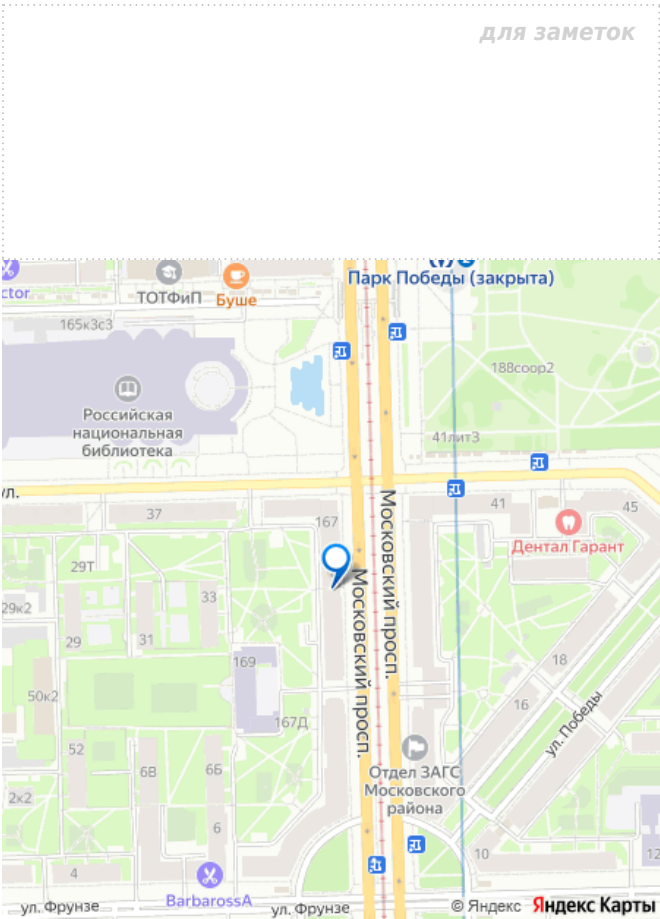 для заметок
Парк Победы (закрыта)
ctor
ТОТФиП
Буше
165к3с3
188соор2
Российская
национальная
библиотека
41лит3
ул.
37
167
Московский просп.
41
45
Дентал Гарант
29Т
29к2
33
29
31
Московский просп.
169
18
50к2
167Д
16
ул. Победы
52
6В
6Б
Отдел ЗАГС
Московского
района
2к2
6
10
12
4
BarbarossA
ул. Фрунзе
ул. Фрунзе
© Яндекс Яндекс Карты